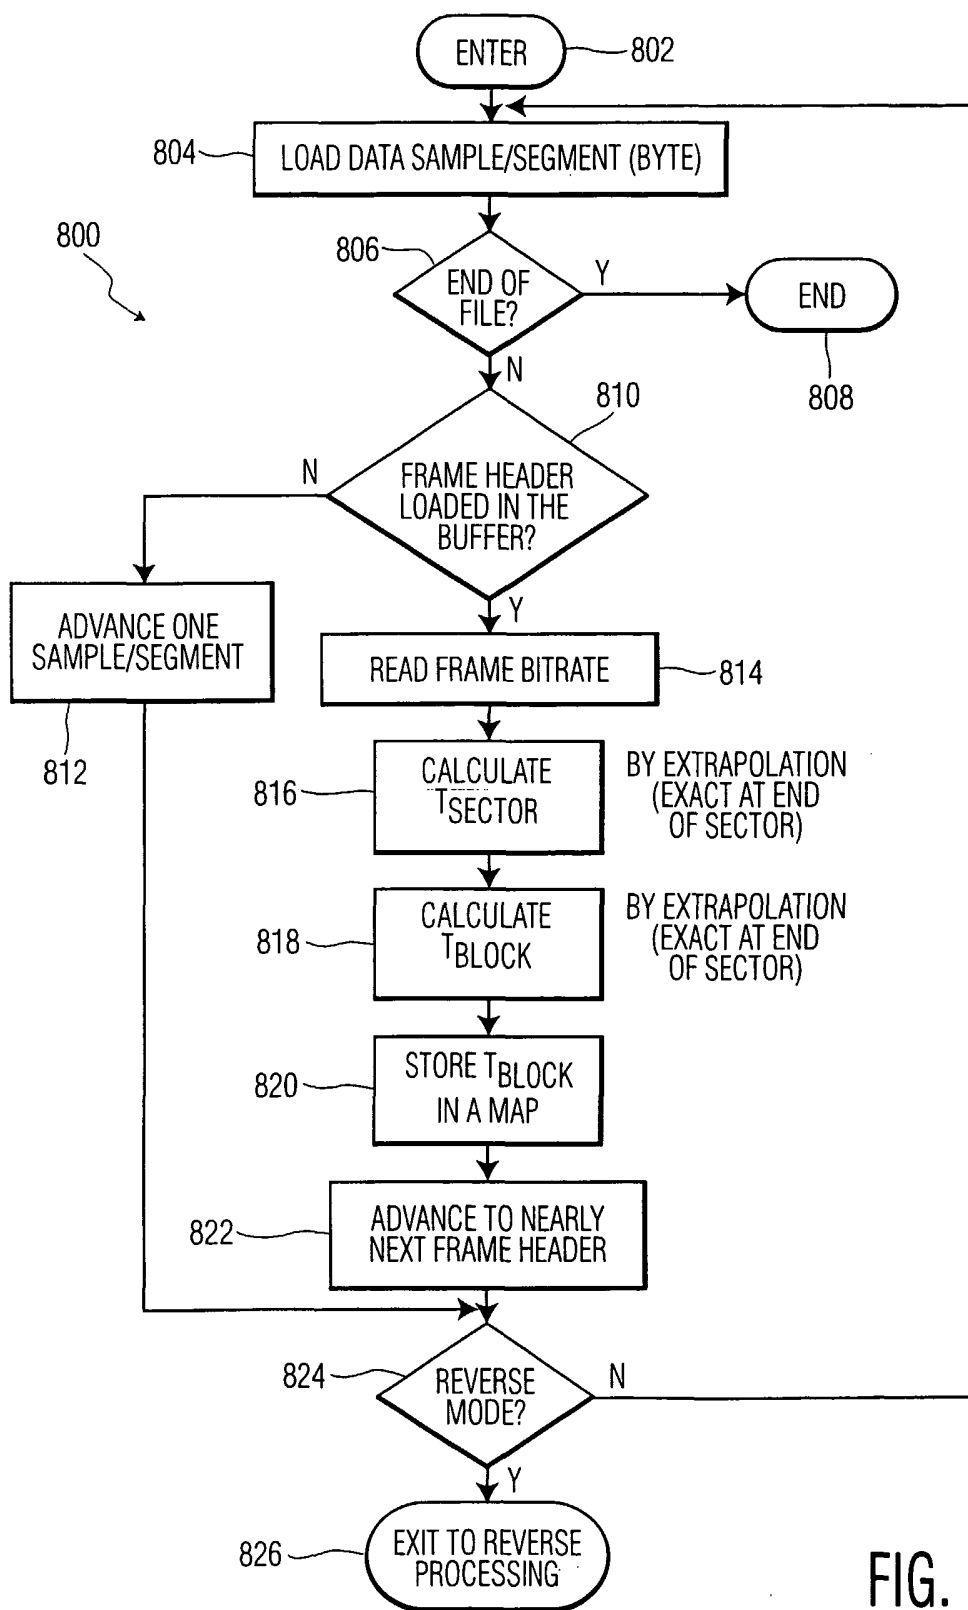 ENTER
802
804
LOAD DATA SAMPLE/SEGMENT (BYTE)
800
806
END OF
FILE?
Y
END
808
N
810
FRAME HEADER
LOADED IN THE
BUFFER?
N
ADVANCE ONE
SAMPLE/SEGMENT
812
Y
READ FRAME BITRATE
814
816
CALCULATE
TSECTOR
BY EXTRAPOLATION
(EXACT AT END
OF SECTOR)
818
CALCULATE
TBLOCK
BY EXTRAPOLATION
(EXACT AT END
OF SECTOR)
820
STORE TBLOCK
IN A MAP
822
ADVANCE TO NEARLY
NEXT FRAME HEADER
824
REVERSE
MODE?
N
Y
826
EXIT TO REVERSE
PROCESSING
FIG.